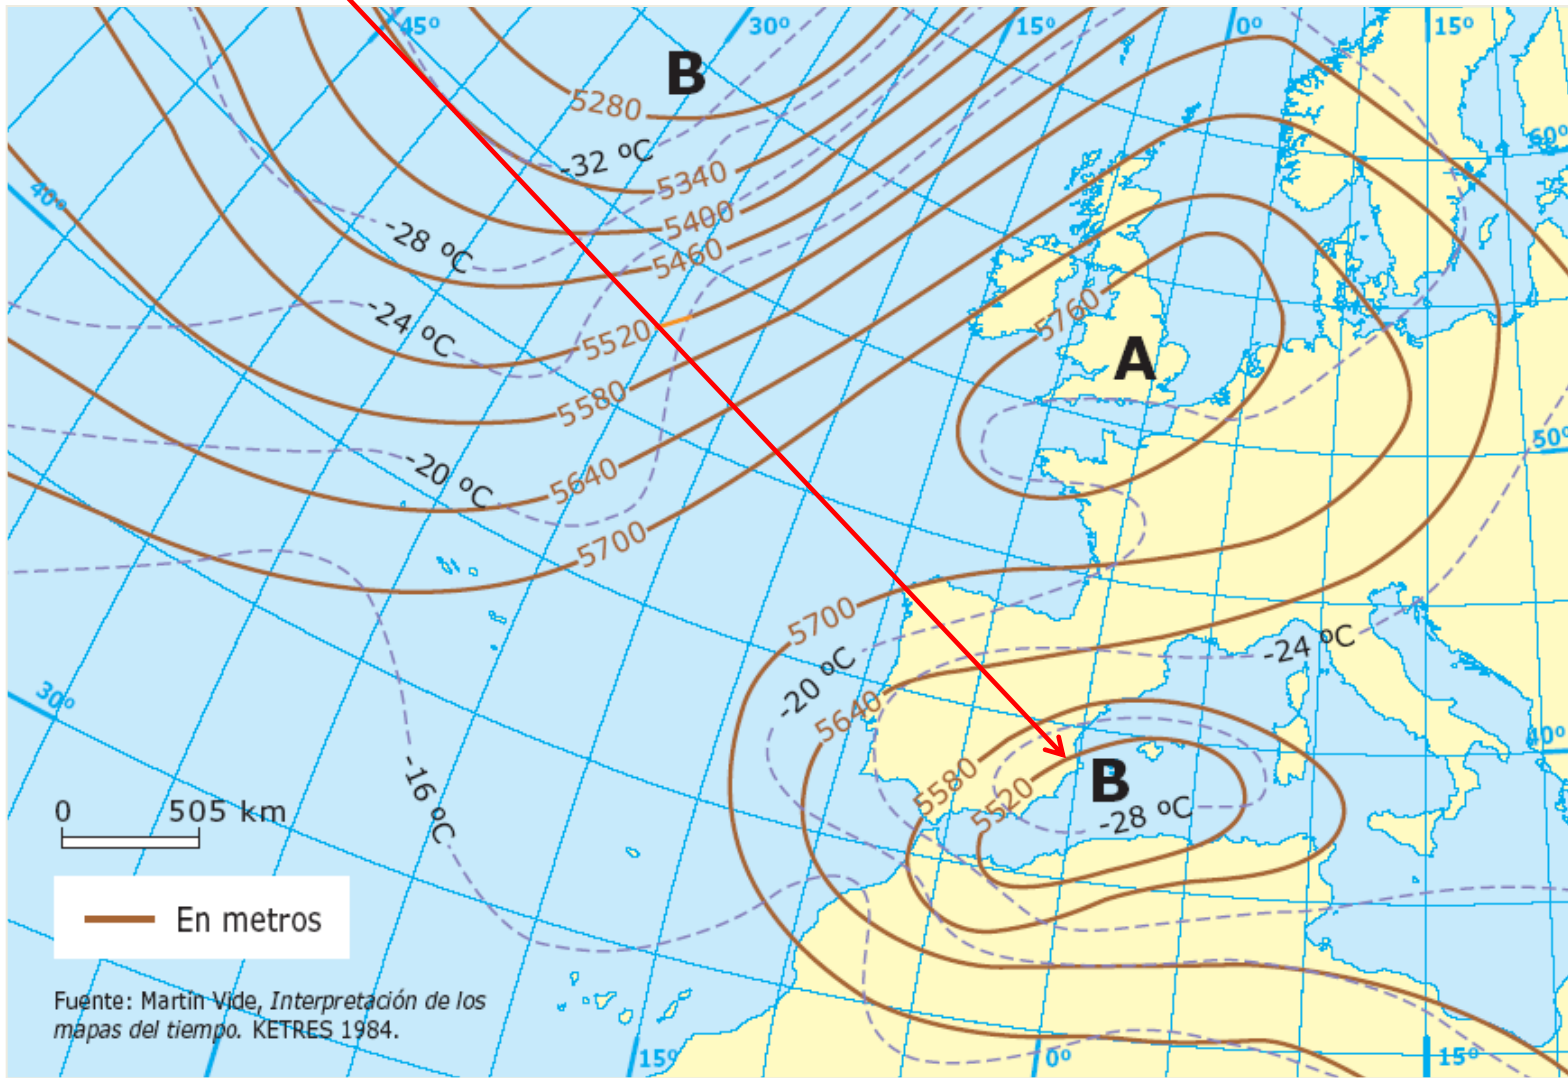 45º
30º
15º
0º
15º
B
5280
-32 ºC
5340
5400
5460
60º
40º
-28 ºC
-24 ºC
5520
5760
A
5580
50º
-20 ºC
5640
5700
5700
-24 ºC
-20 ºC
5640
30º
40º
-16 ºC
5580
5520
B
-28 ºC
0 505 km
En metros
Fuente: Martín Vide, Interpretación de los
mapas del tiempo. KETRES 1984.
15º
0º
15º